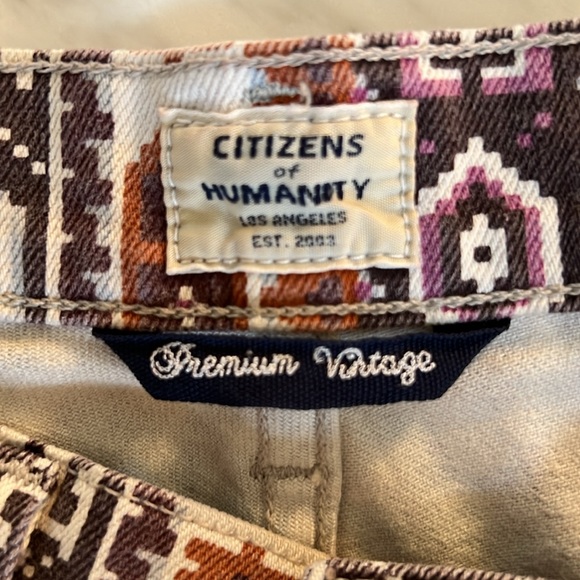 CITIZENS
of
HUMANITY
LOS ANGELES
EST. 2003
Premium Vintage